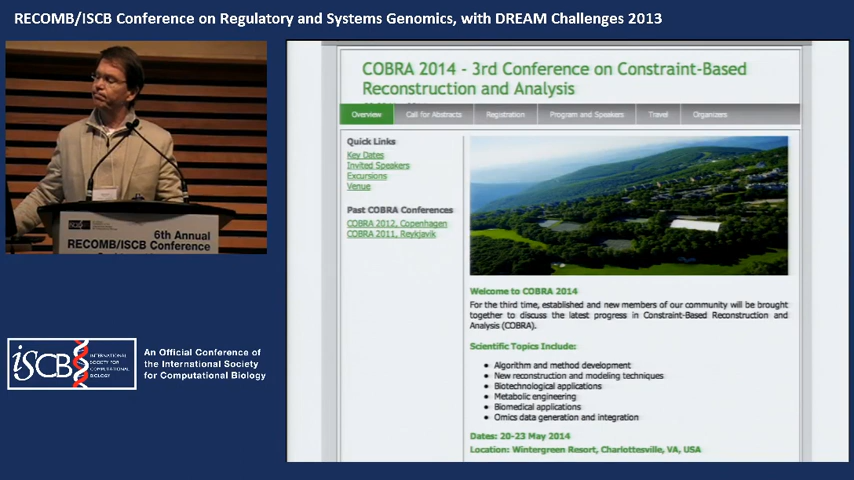 RECOMB/ISCB Conference on Regulatory and Systems Genomics, with DREAM Challenges 2013
6th Annual
RECOMB/ISCB Conference
iSCB
INTERNATIONAL
SOCIETY FOR
COMPUTATIONAL
BIOLOGY
An Official Conference of
the International Society
for Computational Biology
COBRA 2014 - 3rd Conference on Constraint-Based
Reconstruction and Analysis
Overview Call for Abstracts Registration Program and Speakers Travel Organizers
Quick Links
Key Dates
Invited Speakers
Excursions
Venue
Past COBRA Conferences
COBRA 2012, Copenhagen
COBRA 2011, Reykjavik
Welcome to COBRA 2014
For the third time, established and new members of our community will be brought
together to discuss the latest progress in Constraint-Based Reconstruction and
Analysis (COBRA).
Scientific Topics Include:
• Algorithm and method development
• New reconstruction and modeling techniques
• Biotechnological applications
• Metabolic engineering
• Biomedical applications
• Omics data generation and integration
Dates: 20-23 May 2014
Location: Wintergreen Resort, Charlottesville, VA, USA